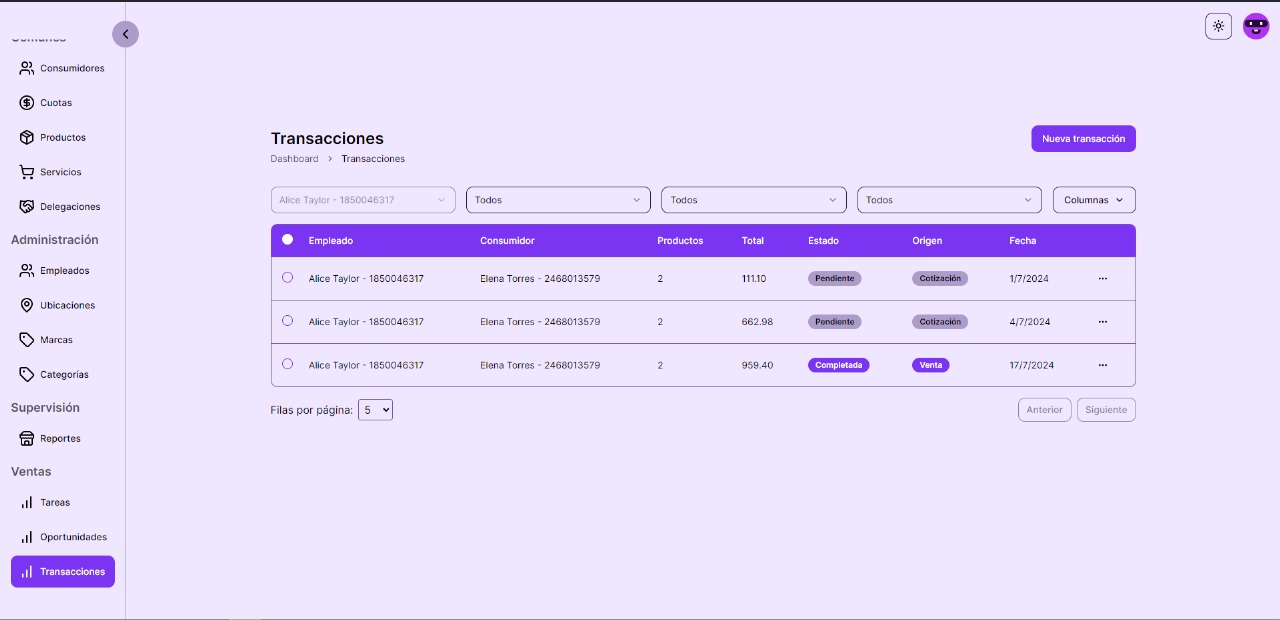 Comunes
Consumidores
Cuotas
Productos
Servicios
Delegaciones
Administración
Empleados
Ubicaciones
Marcas
Categorías
Supervisión
Reportes
Ventas
Tareas
Oportunidades
Transacciones
Transacciones
Nueva transacción
Dashboard > Transacciones
Alice Taylor - 1850046317 Todos Todos Todos Columnas
Empleado Consumidor Productos Total Estado Origen Fecha
Alice Taylor - 1850046317 Elena Torres - 2468013579 2 111.10 Pendiente Cotización 1/7/2024 ...
Alice Taylor - 1850046317 Elena Torres - 2468013579 2 662.98 Pendiente Cotización 4/7/2024 ...
Alice Taylor - 1850046317 Elena Torres - 2468013579 2 959.40 Completada Venta 17/7/2024 ...
Filas por página: 5 Anterior Siguiente